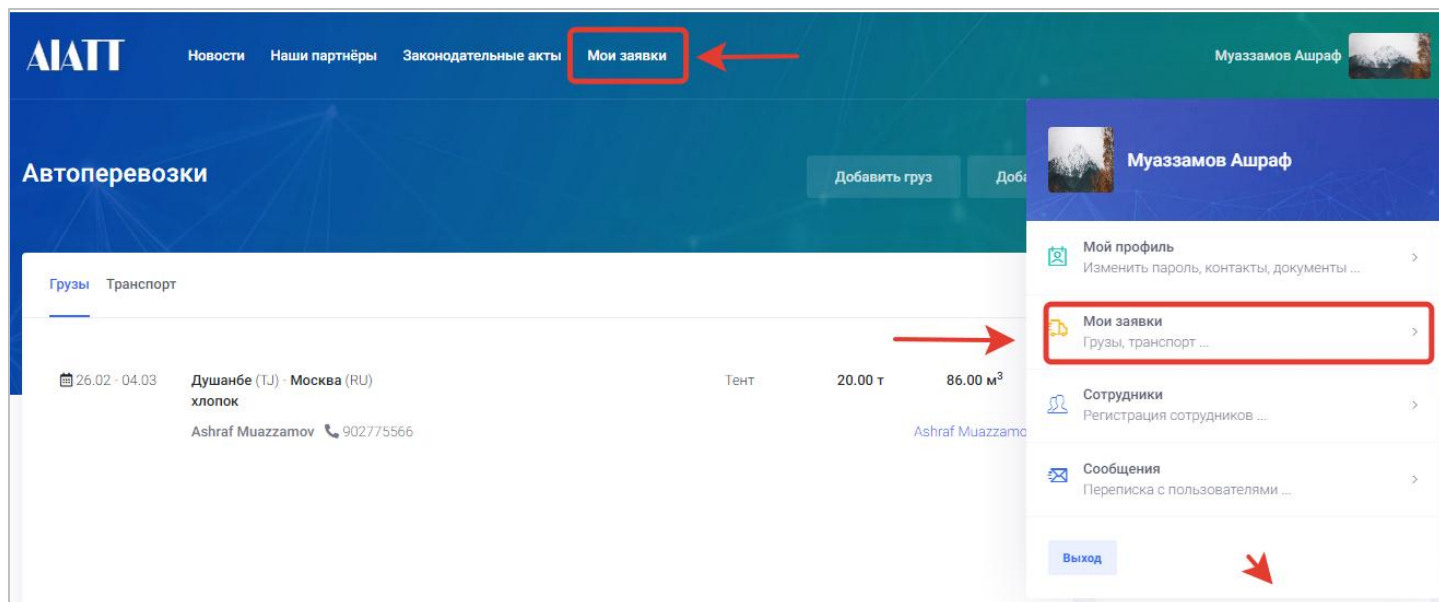 AIATT Новости Наши партнёры Законодательные акты Мои заявки Муаззамов Ашраф
Автоперевозки Добавить груз Доба
Муаззамов Ашраф
Грузы Транспорт
26.02 - 04.03 Душанбе (TJ) - Москва (RU) Тент 20.00 т 86.00 м³
хлопок
Ashraf Muazzamov 902775566 Ashraf Muazzamo
Мой профиль
Изменить пароль, контакты, документы ...
Мои заявки
Грузы, транспорт ...
Сотрудники
Регистрация сотрудников ...
Сообщения
Переписка с пользователями ...
Выход